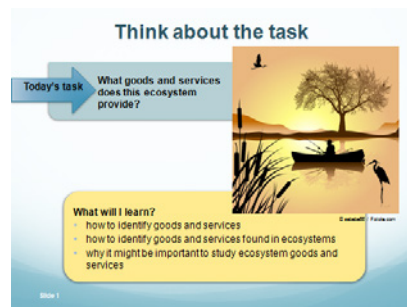 Think about the task
Today's task
What goods and services
does this ecosystem
provide?
/ Fotolia.com
What will I learn?
• how to identify goods and services
• how to identify goods and services found in ecosystems
• why it might be important to study ecosystem goods and
services
Slide 1